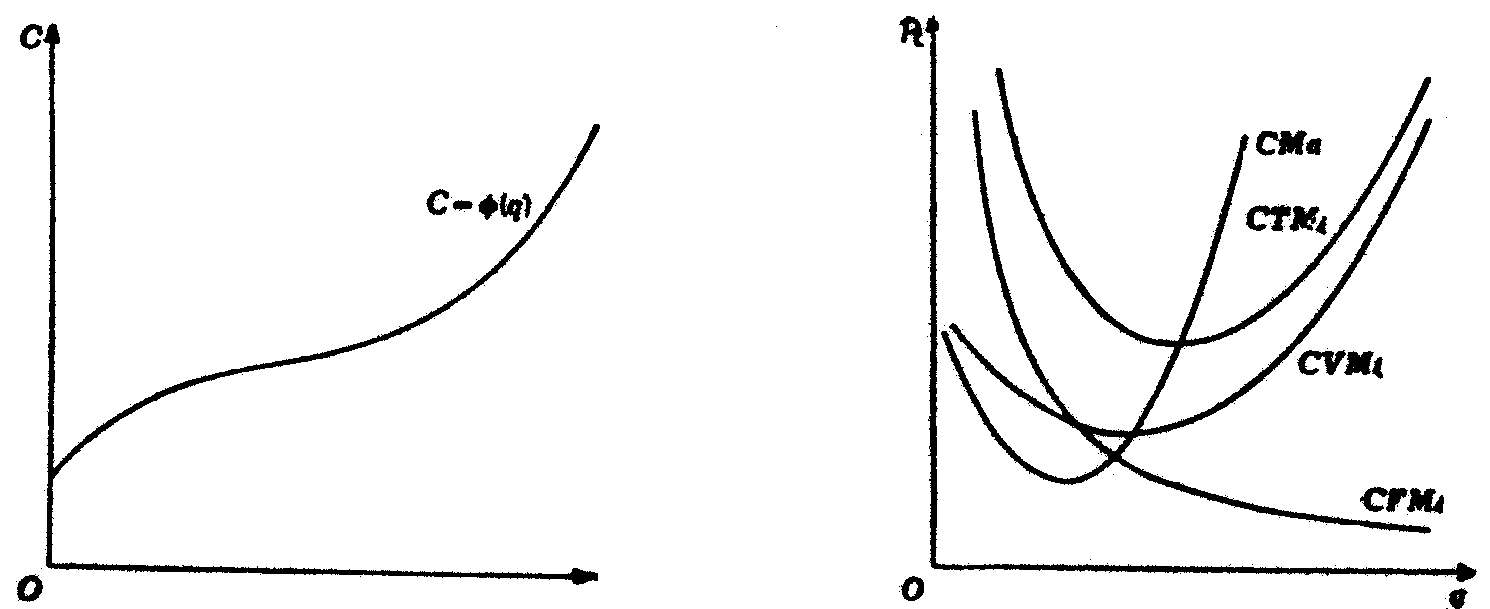 C
C = φ(q)
O
CMa
CTMt
CVMt
CFMt
O
q